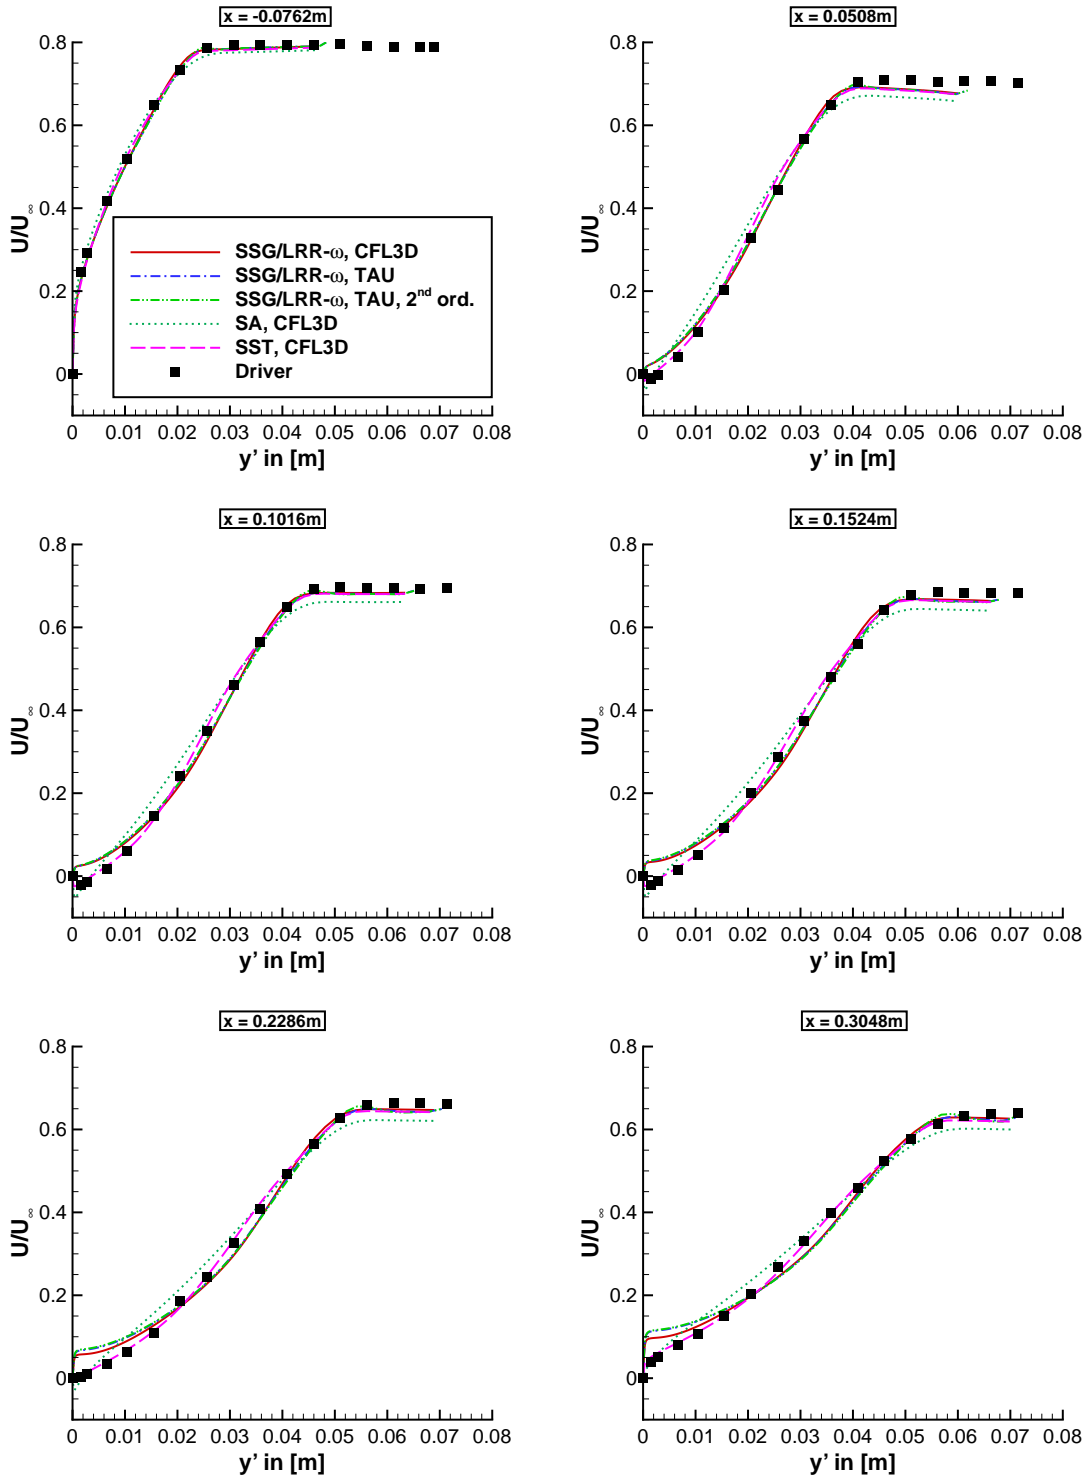 x = -0.0762m
x = 0.0508m
0.8
0.6
0.4
0.2
0
U/U∞
0 0.01 0.02 0.03 0.04 0.05 0.06 0.07 0.08
y' in [m]
SSG/LRR-ω, CFL3D
SSG/LRR-ω, TAU
SSG/LRR-ω, TAU, 2nd ord.
SA, CFL3D
SST, CFL3D
Driver
0.8
0.6
0.4
0.2
0
U/U∞
0 0.01 0.02 0.03 0.04 0.05 0.06 0.07 0.08
y' in [m]
x = 0.1016m
x = 0.1524m
0.8
0.6
0.4
0.2
0
U/U∞
0 0.01 0.02 0.03 0.04 0.05 0.06 0.07 0.08
y' in [m]
0.8
0.6
0.4
0.2
0
U/U∞
0 0.01 0.02 0.03 0.04 0.05 0.06 0.07 0.08
y' in [m]
x = 0.2286m
x = 0.3048m
0.8
0.6
0.4
0.2
0
U/U∞
0 0.01 0.02 0.03 0.04 0.05 0.06 0.07 0.08
y' in [m]
0.8
0.6
0.4
0.2
0
U/U∞
0 0.01 0.02 0.03 0.04 0.05 0.06 0.07 0.08
y' in [m]